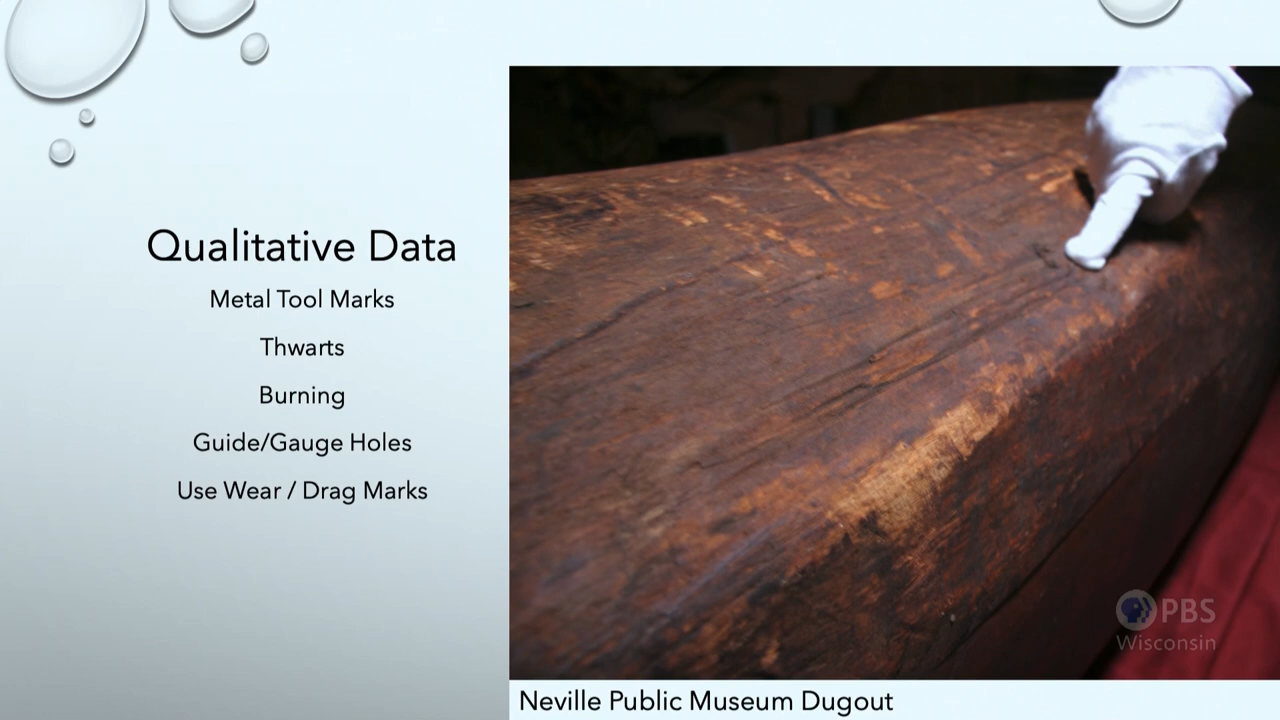 Qualitative Data
Metal Tool Marks
Thwarts
Burning
Guide/Gauge Holes
Use Wear / Drag Marks
PBS
Wisconsin
Neville Public Museum Dugout